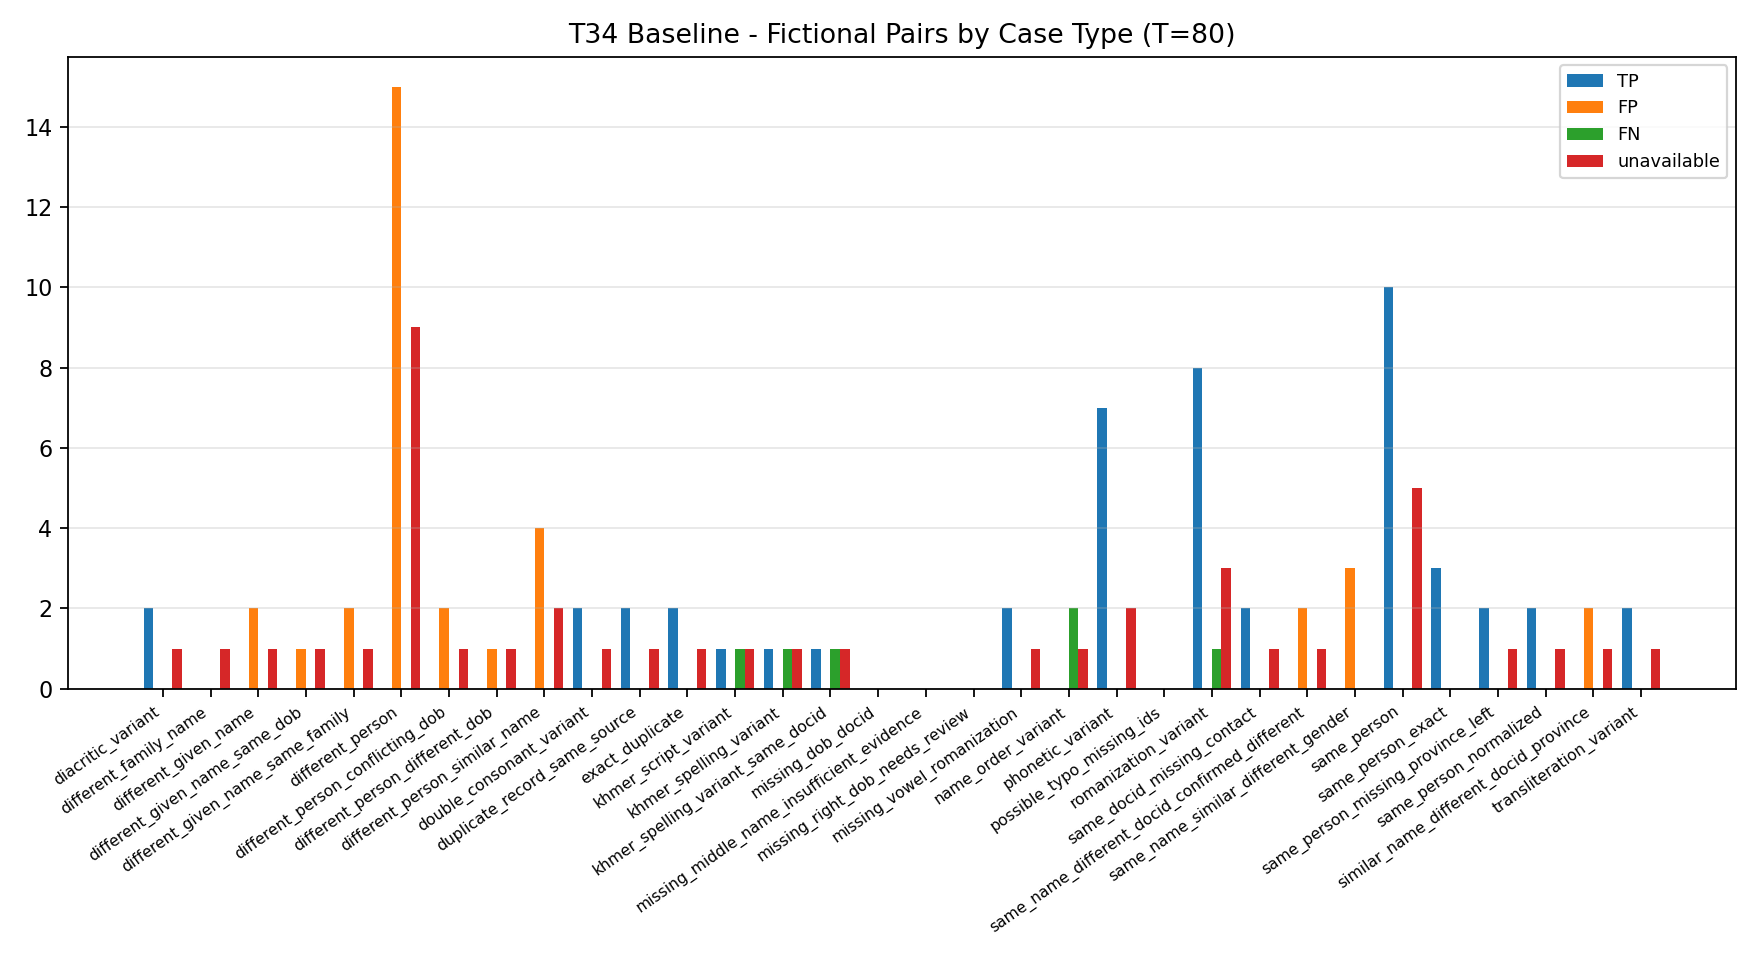 T34 Baseline - Fictional Pairs by Case Type (T=80)
TP
FP
FN
unavailable
14
12
10
8
6
4
2
0
diacritic_variant
different_family_name
different_given_name
different_given_name_same_dob
different_given_name_same_family
different_person
different_person_conflicting_dob
different_person_different_dob
different_person_similar_name
double_consonant_variant
duplicate_record_same_source
exact_duplicate
khmer_script_variant
khmer_spelling_variant
khmer_spelling_variant_same_docid
missing_dob_docid
missing_middle_name_insufficient_evidence
missing_right_dob_needs_review
missing_vowel_romanization
name_order_variant
phonetic_variant
possible_typo_missing_ids
romanization_variant
same_docid_missing_contact
same_name_different_docid_confirmed_different
same_name_similar_different_gender
same_person
same_person_exact
same_person_missing_province_left
same_person_normalized
similar_name_different_docid_province
transliteration_variant